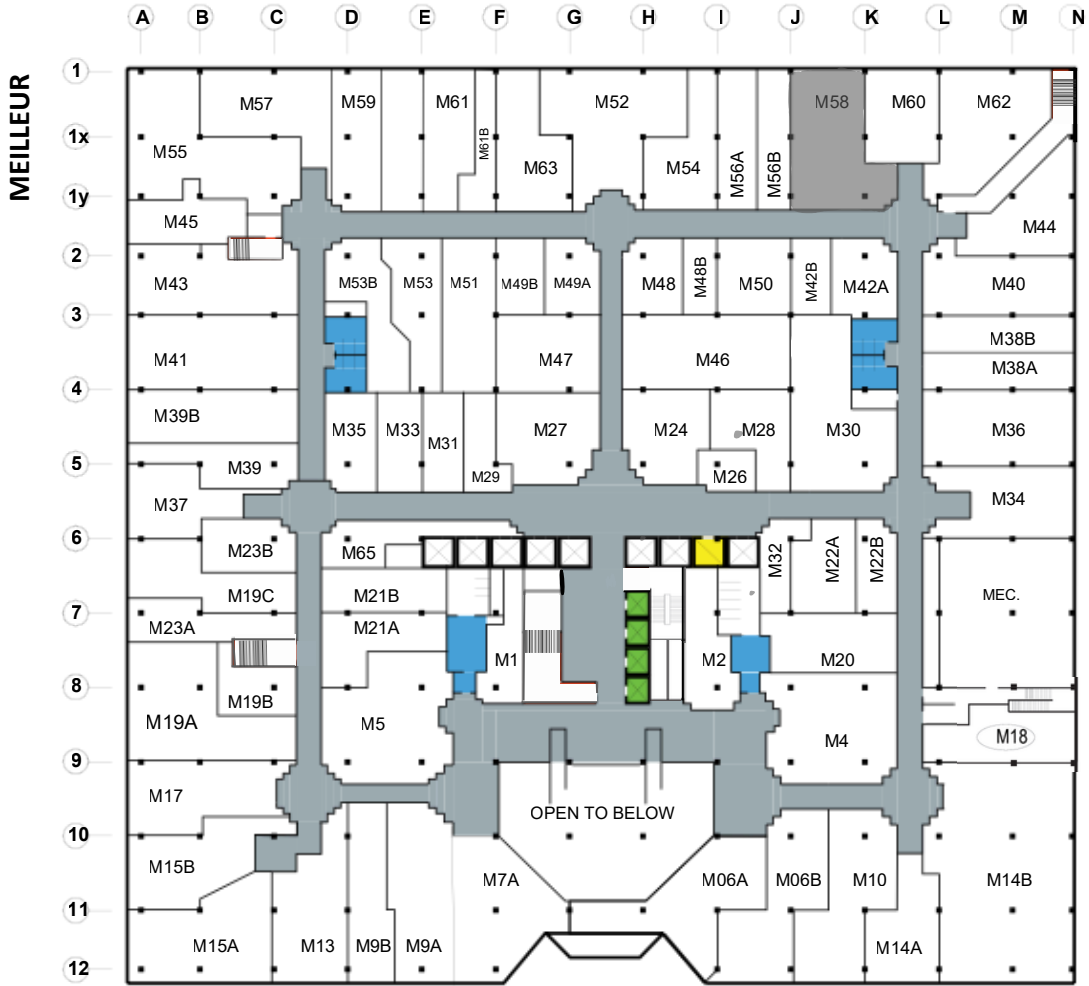 A B C D E F G H I J K L M N
MEILLEUR
1
M57 M59 M61 M52 M58 M60 M62
1x
M55 M61B M63 M54 M56A M56B
1y
M45 M44
2
M43 M53B M53 M51 M49B M49A M48 M48B M50 M42B M42A M40
3
M38B
M41 M47 M46 M38A
4
M39B M35 M33 M31 M27 M24 M28 M30 M36
5
M39 M29 M26
M37 M34
6
M23B M65 M32 M22A M22B
M19C M21B MEC.
7
M23A M21A
M1 M2 M20
8
M19B
M19A M5 M4 M18
9
M17
OPEN TO BELOW
10
M15B M7A M06A M06B M10 M14B
11
M15A M13 M9B M9A M14A
12